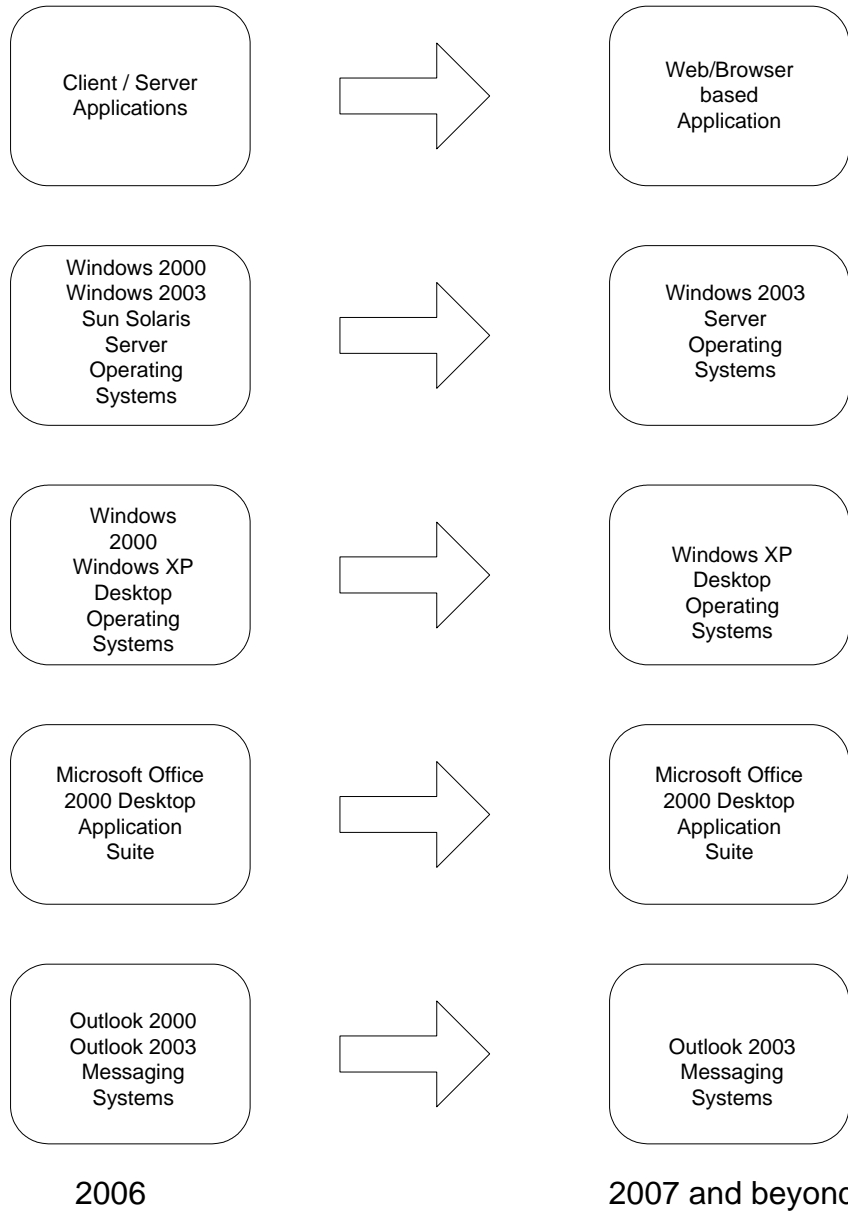 Client / Server
Applications
Web/Browser
based
Application
Windows 2000
Windows 2003
Sun Solaris
Server
Operating
Systems
Windows 2003
Server
Operating
Systems
Windows
2000
Windows XP
Desktop
Operating
Systems
Windows XP
Desktop
Operating
Systems
Microsoft Office
2000 Desktop
Application
Suite
Microsoft Office
2000 Desktop
Application
Suite
Outlook 2000
Outlook 2003
Messaging
Systems
Outlook 2003
Messaging
Systems
2006
2007 and beyond